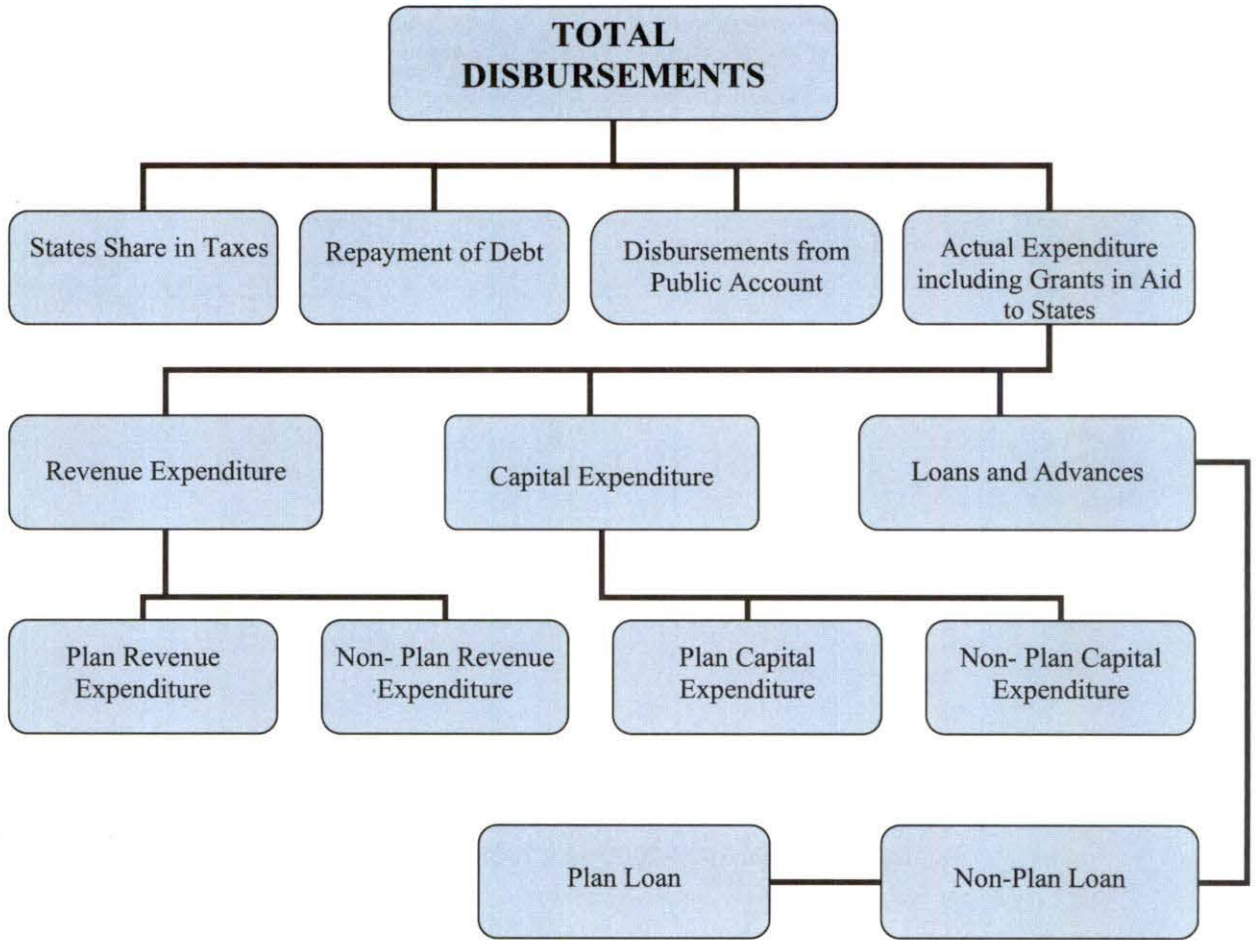 TOTAL
DISBURSEMENTS
States Share in Taxes
Repayment of Debt
Disbursements from
Public Account
Actual Expenditure
including Grants in Aid
to States
Revenue Expenditure
Capital Expenditure
Loans and Advances
Plan Revenue
Expenditure
Non- Plan Revenue
Expenditure
Plan Capital
Expenditure
Non- Plan Capital
Expenditure
Plan Loan
Non-Plan Loan